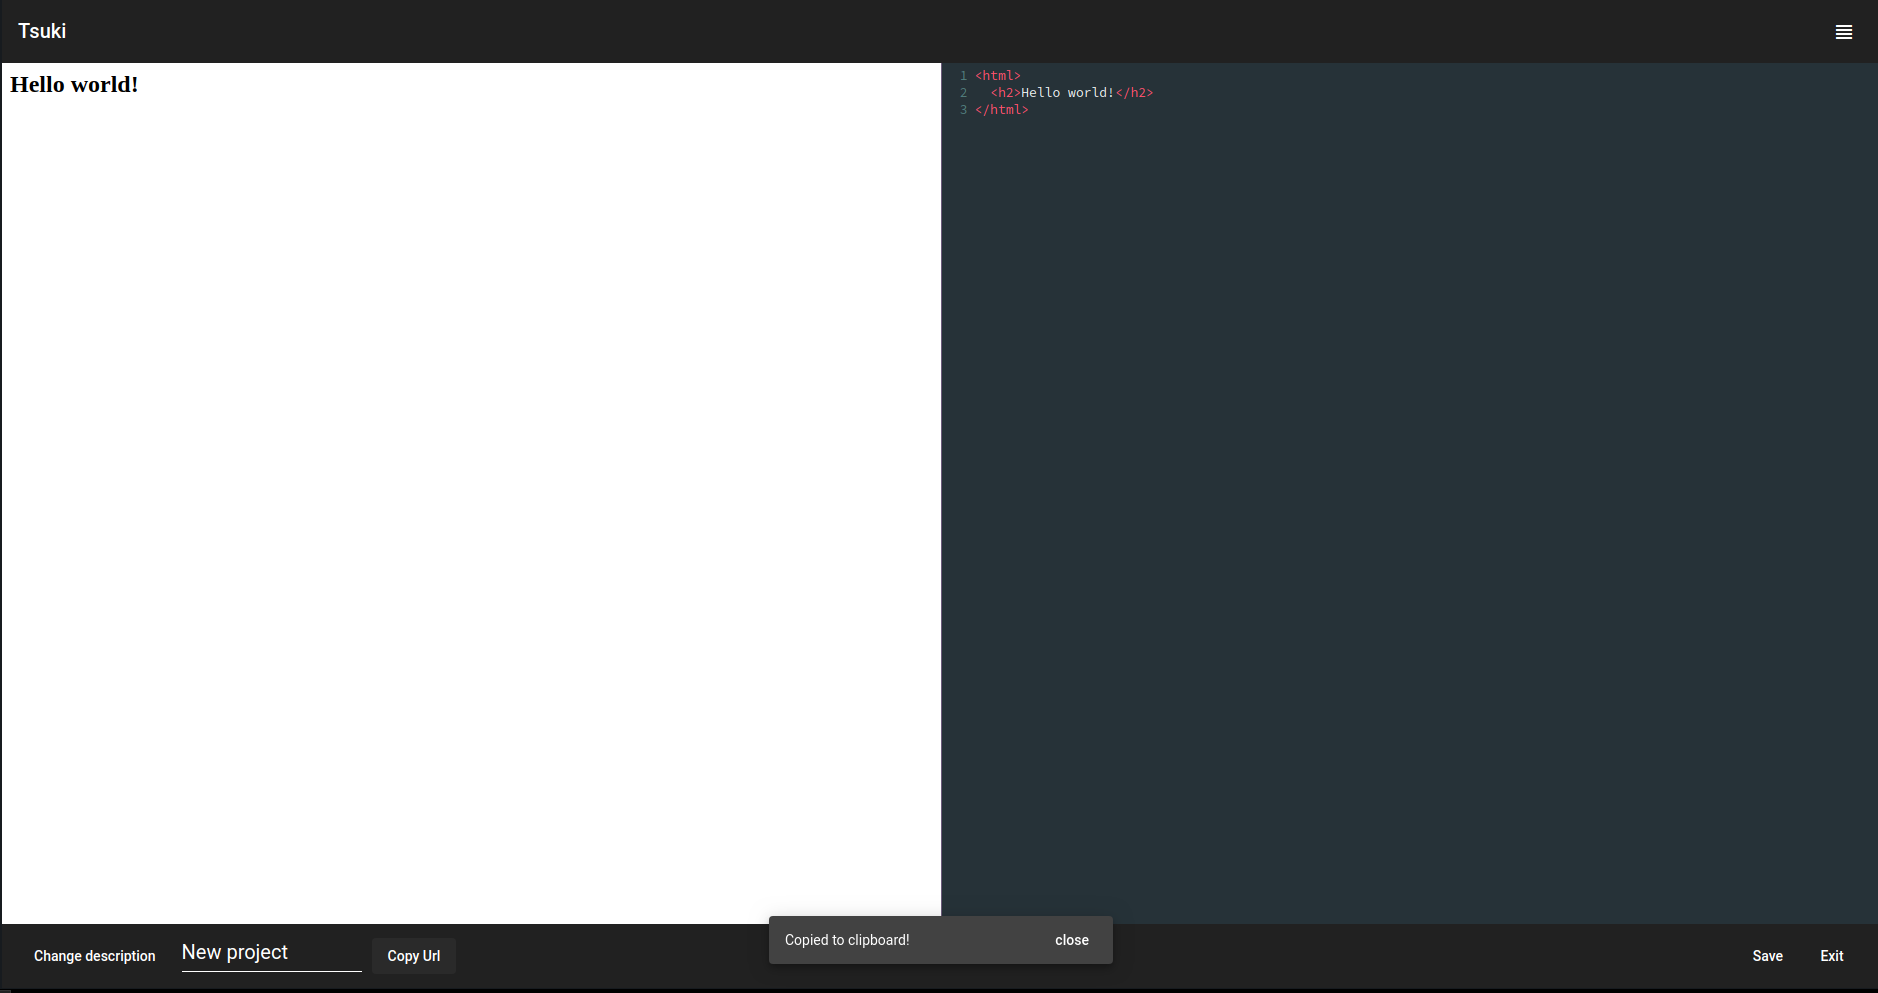 Tsuki
Hello world!
1 <html>
2 <h2>Hello world!</h2>
3 </html>
Copied to clipboard! close
Change description New project Copy Url Save Exit